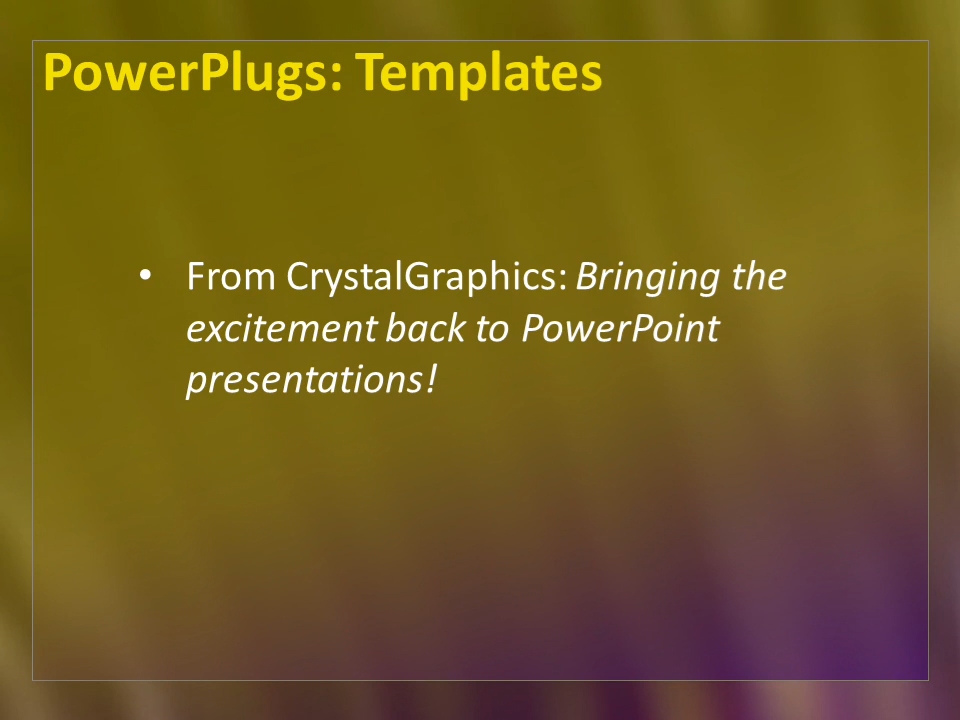 PowerPlugs: Templates
• From CrystalGraphics: Bringing the
excitement back to PowerPoint
presentations!